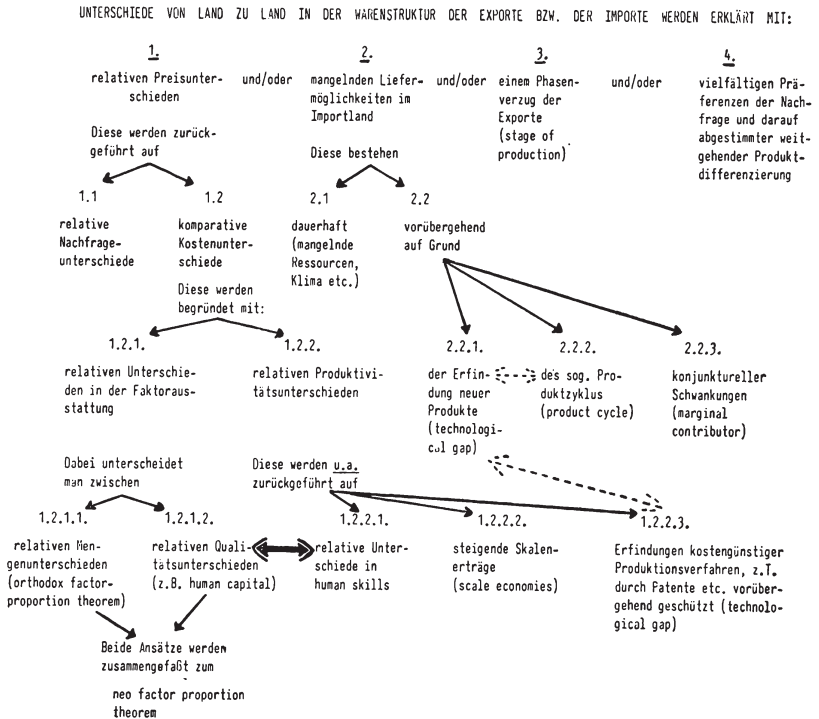 UNTERSCHIEDE VON LAND ZU LAND IN DER WARENSTRUKTUR DER EXPORTE BZW. DER IMPORTE WERDEN ERKLÄRT MIT:
1.
relativen Preisunter-
schieden
und/oder
2.
mangelnden Liefer-
möglichkeiten im
Importland
und/oder
3.
einem Phasen-
verzug der
Exporte
(stage of
production)
und/oder
4.
vielfältigen Prä-
ferenzen der Nach-
frage und darauf
abgestimmter weit-
gehender Produkt-
differenzierung
Diese werden zurück-
geführt auf
Diese bestehen
1.1
relative
Nachfrage-
unterschiede
1.2
komparative
Kostenunter-
schiede
2.1
dauerhaft
(mangelnde
Ressourcen,
Klima etc.)
2.2
vorübergehend
auf Grund
Diese werden
begründet mit:
1.2.1.
relativen Unterschie-
den in der Faktoraus-
stattung
1.2.2.
relativen Produktivi-
tätsunterschieden
2.2.1.
der Erfin-
dung neuer
Produkte
(technologi-
cal gap)
2.2.2.
des sog. Pro-
duktzyklus
(product cycle)
2.2.3.
konjunktureller
Schwankungen
(marginal
contributor)
Dabei unterscheidet
man zwischen
Diese werden u.a.
zurückgeführt auf
1.2.1.1.
relativen Men-
genunterschieden
(orthodox factor-
proportion theorem)
1.2.1.2.
relativen Quali-
tätsunterschieden
(z.B. human capital)
1.2.2.1.
relative Unter-
schiede in
human skills
1.2.2.2.
steigende Skalen-
erträge
(scale economies)
1.2.2.3.
Erfindungen kostengünstiger
Produktionsverfahren, z.T.
durch Patente etc. vorüber-
gehend geschützt (technolo-
gical gap)
Beide Ansätze werden
zusammengefaßt zum
neo factor proportion
theorem